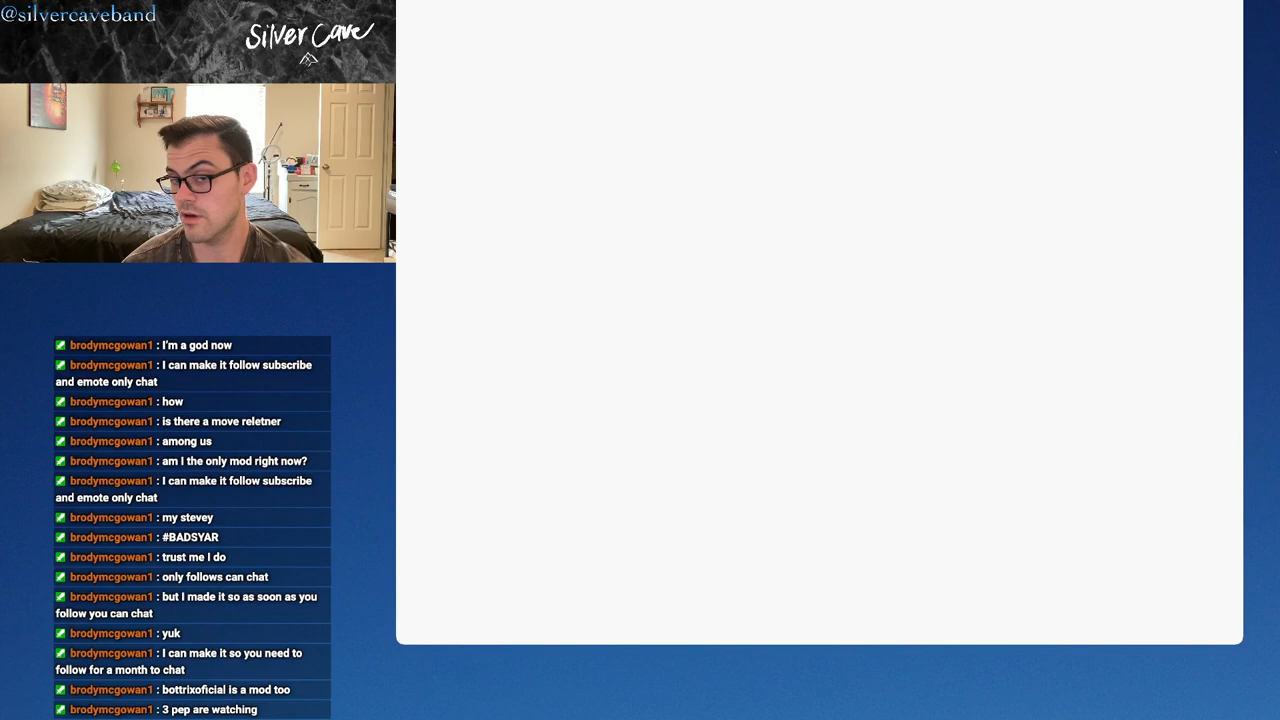 @silvercaveband
Silver Cave
brodymcgowan1 : I'm a god now
brodymcgowan1 : I can make it follow subscribe
and emote only chat
brodymcgowan1 : how
brodymcgowan1 : is there a move reletner
brodymcgowan1 : among us
brodymcgowan1 : am I the only mod right now?
brodymcgowan1 : I can make it follow subscribe
and emote only chat
brodymcgowan1 : my stevey
brodymcgowan1 : #BADSYAR
brodymcgowan1 : trust me I do
brodymcgowan1 : only follows can chat
brodymcgowan1 : but I made it so as soon as you
follow you can chat
brodymcgowan1 : yuk
brodymcgowan1 : I can make it so you need to
follow for a month to chat
brodymcgowan1 : bottrixoficial is a mod too
brodymcgowan1 : 3 pep are watching